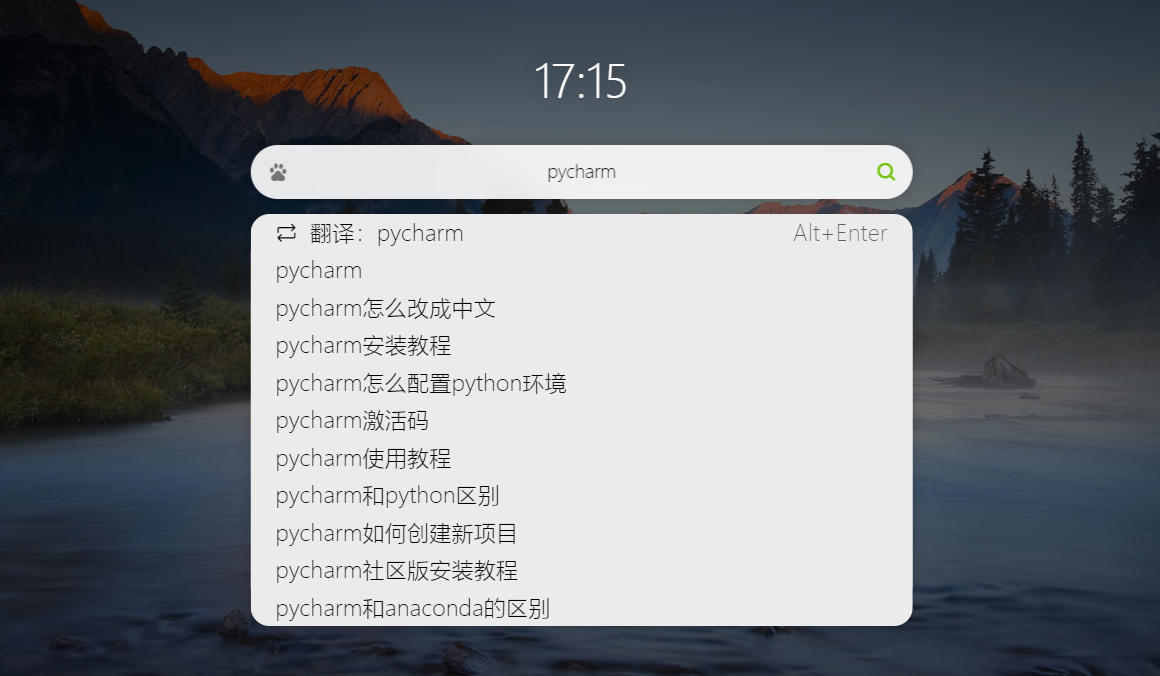 17:15
pycharm
翻译：pycharm Alt+Enter
pycharm
pycharm怎么改成中文
pycharm安装教程
pycharm怎么配置python环境
pycharm激活码
pycharm使用教程
pycharm和python区别
pycharm如何创建新项目
pycharm社区版安装教程
pycharm和anaconda的区别